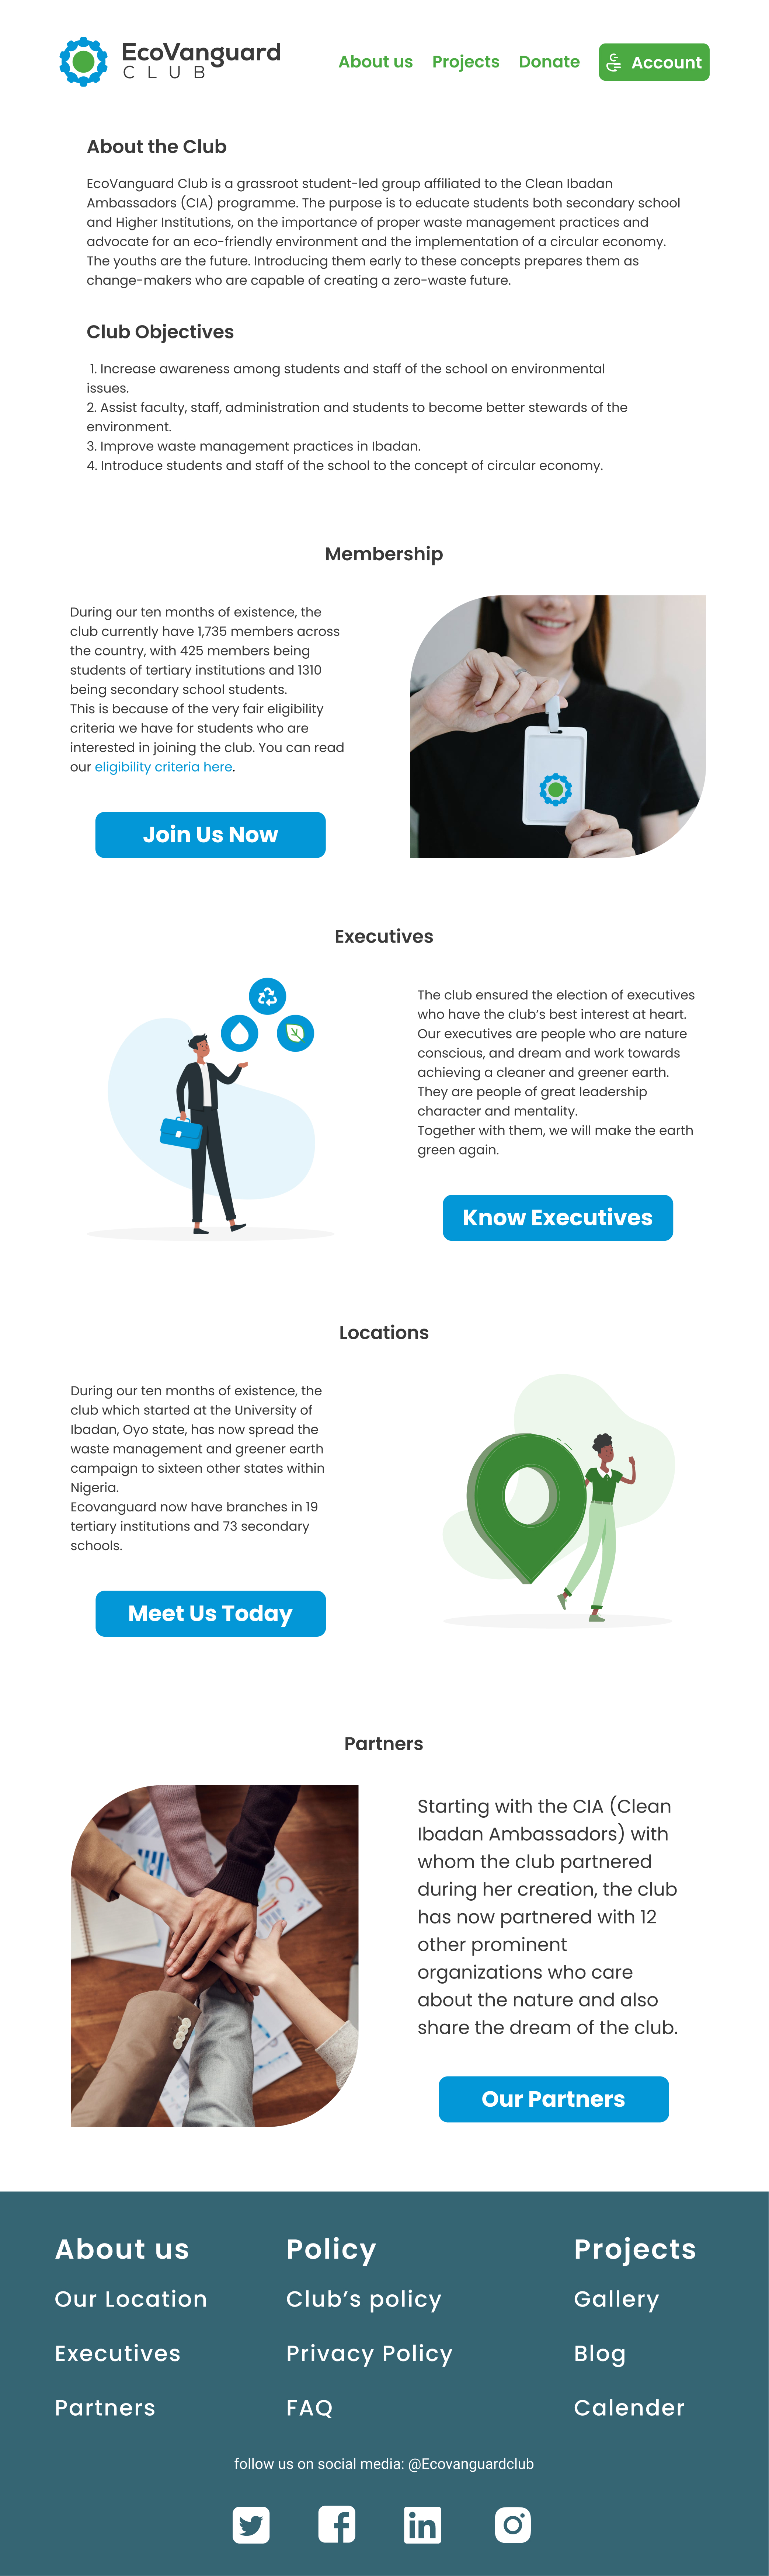 EcoVanguard
CLUB
About us Projects Donate Account
About the Club
EcoVanguard Club is a grassroot student-led group affiliated to the Clean Ibadan
Ambassadors (CIA) programme. The purpose is to educate students both secondary school
and Higher Institutions, on the importance of proper waste management practices and
advocate for an eco-friendly environment and the implementation of a circular economy.
The youths are the future. Introducing them early to these concepts prepares them as
change-makers who are capable of creating a zero-waste future.
Club Objectives
1. Increase awareness among students and staff of the school on environmental
issues.
2. Assist faculty, staff, administration and students to become better stewards of the
environment.
3. Improve waste management practices in Ibadan.
4. Introduce students and staff of the school to the concept of circular economy.
Membership
During our ten months of existence, the
club currently have 1,735 members across
the country, with 425 members being
students of tertiary institutions and 1310
being secondary school students.
This is because of the very fair eligibility
criteria we have for students who are
interested in joining the club. You can read
our eligibility criteria here.
Join Us Now
Executives
The club ensured the election of executives
who have the club's best interest at heart.
Our executives are people who are nature
conscious, and dream and work towards
achieving a cleaner and greener earth.
They are people of great leadership
character and mentality.
Together with them, we will make the earth
green again.
Know Executives
Locations
During our ten months of existence, the
club which started at the University of
Ibadan, Oyo state, has now spread the
waste management and greener earth
campaign to sixteen other states within
Nigeria.
Ecovanguard now have branches in 19
tertiary institutions and 73 secondary
schools.
Meet Us Today
Partners
Starting with the CIA (Clean
Ibadan Ambassadors) with
whom the club partnered
during her creation, the club
has now partnered with 12
other prominent
organizations who care
about the nature and also
share the dream of the club.
Our Partners
About us Policy Projects
Our Location Club's policy Gallery
Executives Privacy Policy Blog
Partners FAQ Calender
follow us on social media: @Ecovanguardclub